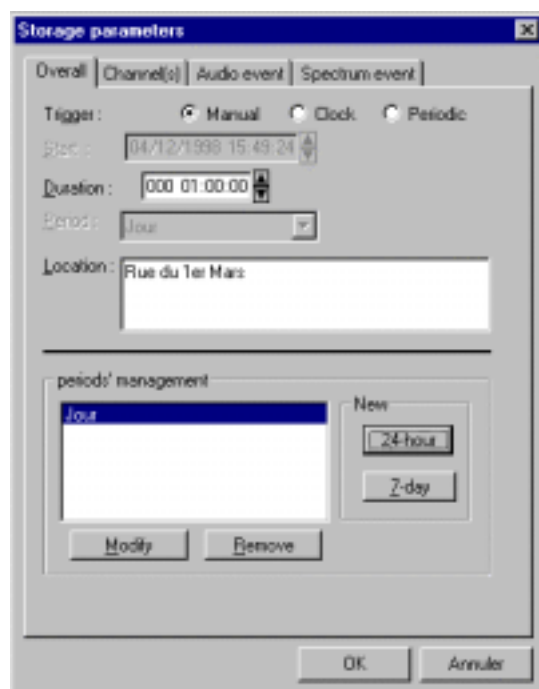 Storage parameters
Overall Channel(s) Audio event Spectrum event
Trigger : Manual Clock Periodic
Start : 04/12/1998 15:49:24
Duration : 000 01:00:00
Period : Jour
Location : Rue du 1er Mars
periods' management
Jour
New
24-hour
7-day
Modify Remove
OK Annuler